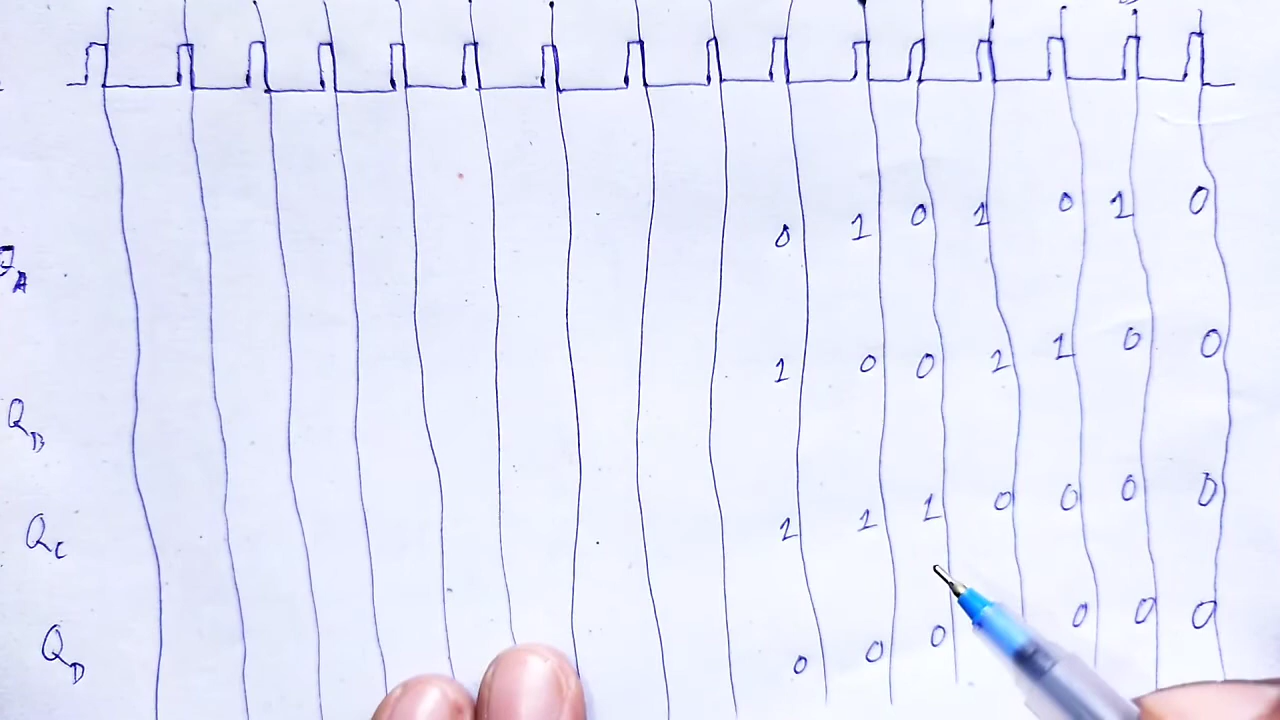 0 1 0 1 0 1 0
Q_A
1 0 0 1 1 0 0
Q_B
1 1 1 0 0 0 0
Q_C
0 0 0 0 0 0
Q_D